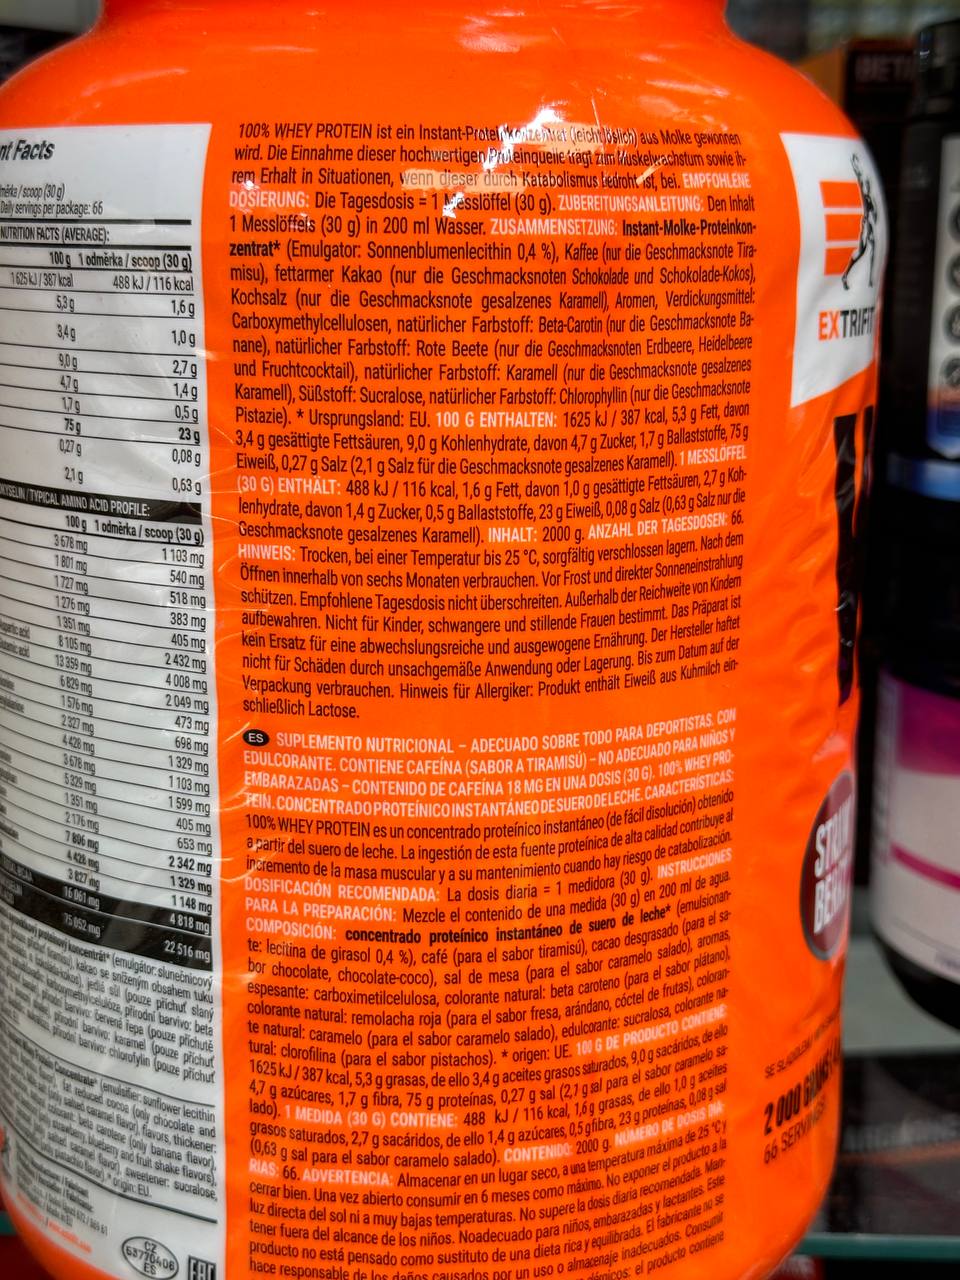 nt Facts
měrka / scoop (30 g)
Daily servings per package: 66
NUTRITION FACTS (AVERAGE):
100 g 1 odměrka / scoop (30 g)
1 625 kJ / 387 kcal 488 kJ / 116 kcal
5,3 g 1,6 g
3,4 g 1,0 g
9,0 g 2,7 g
4,7 g 1,4 g
1,7 g 0,5 g
75 g 23 g
0,27 g 0,08 g
2,1 g 0,63 g
KYSELIN / TYPICAL AMINO ACID PROFILE:
100 g 1 odměrka / scoop (30 g)
3 678 mg 1 103 mg
1 801 mg 540 mg
1 727 mg 518 mg
1 276 mg 383 mg
1 351 mg 405 mg
8 105 mg 2 432 mg
13 359 mg 4 008 mg
6 829 mg 2 049 mg
1 576 mg 473 mg
2 327 mg 698 mg
4 428 mg 1 329 mg
3 678 mg 1 103 mg
5 329 mg 1 599 mg
1 351 mg 405 mg
2 176 mg 653 mg
7 806 mg 2 342 mg
4 428 mg 1 329 mg
3 827 mg 1 148 mg
16 061 mg 4 818 mg
75 052 mg 22 516 mg
100% WHEY PROTEIN ist ein Instant-Proteinkonzentrat (leicht löslich) aus Molke gewonnen
wird. Die Einnahme dieser hochwertigen Proteinquelle trägt zum Muskelwachstum sowie ih-
rem Erhalt in Situationen, wenn dieser durch Katabolismus bedroht ist, bei. EMPFOHLENE
DOSIERUNG: Die Tagesdosis = 1 Messlöffel (30 g). ZUBEREITUNGSANLEITUNG: Den Inhalt
1 Messlöffels (30 g) in 200 ml Wasser. ZUSAMMENSETZUNG: Instant-Molke-Proteinkon-
zentrat* (Emulgator: Sonnenblumenlecithin 0,4 %), Kaffee (nur die Geschmacksnote Tira-
misu), fettarmer Kakao (nur die Geschmacksnoten Schokolade und Schokolade-Kokos),
Kochsalz (nur die Geschmacksnote gesalzenes Karamell), Aromen, Verdickungsmittel:
Carboxymethylcellulosen, natürlicher Farbstoff: Beta-Carotin (nur die Geschmacksnote Ba-
nane), natürlicher Farbstoff: Rote Beete (nur die Geschmacksnoten Erdbeere, Heidelbeere
und Fruchtcocktail), natürlicher Farbstoff: Karamell (nur die Geschmacksnote gesalzenes
Karamell), Süßstoff: Sucralose, natürlicher Farbstoff: Chlorophyllin (nur die Geschmacksnote
Pistazie). * Ursprungsland: EU. 100 G ENTHALTEN: 1625 kJ / 387 kcal, 5,3 g Fett, davon
3,4 g gesättigte Fettsäuren, 9,0 g Kohlenhydrate, davon 4,7 g Zucker, 1,7 g Ballaststoffe, 75 g
Eiweiß, 0,27 g Salz (2,1 g Salz für die Geschmacksnote gesalzenes Karamell). 1 MESSLÖFFEL
(30 G) ENTHÄLT: 488 kJ / 116 kcal, 1,6 g Fett, davon 1,0 g gesättigte Fettsäuren, 2,7 g Koh-
lenhydrate, davon 1,4 g Zucker, 0,5 g Ballaststoffe, 23 g Eiweiß, 0,08 g Salz (0,63 g Salz nur die
Geschmacksnote gesalzenes Karamell). INHALT: 2000 g. ANZAHL DER TAGESDOSEN: 66.
HINWEIS: Trocken, bei einer Temperatur bis 25 °C, sorgfältig verschlossen lagern. Nach dem
Öffnen innerhalb von sechs Monaten verbrauchen. Vor Frost und direkter Sonneneinstrahlung
schützen. Empfohlene Tagesdosis nicht überschreiten. Außerhalb der Reichweite von Kindern
aufbewahren. Nicht für Kinder, schwangere und stillende Frauen bestimmt. Das Präparat ist
kein Ersatz für eine abwechslungsreiche und ausgewogene Ernährung. Der Hersteller haftet
nicht für Schäden durch unsachgemäße Anwendung oder Lagerung. Bis zum Datum auf der
Verpackung verbrauchen. Hinweis für Allergiker: Produkt enthält Eiweiß aus Kuhmilch ein-
schließlich Lactose.
ES SUPLEMENTO NUTRICIONAL – ADECUADO SOBRE TODO PARA DEPORTISTAS. CON
EDULCORANTE. CONTIENE CAFEÍNA (SABOR A TIRAMISÚ) – NO ADECUADO PARA NIÑOS Y
EMBARAZADAS – CONTENIDO DE CAFEÍNA 18 MG EN UNA DOSIS (30 G). 100% WHEY PRO-
TEIN. CONCENTRADO PROTEÍNICO INSTANTÁNEO DE SUERO DE LECHE. CARACTERÍSTICAS:
100% WHEY PROTEIN es un concentrado proteínico instantáneo (de fácil disolución) obtenido
a partir del suero de leche. La ingestión de esta fuente proteínica de alta calidad contribuye al
incremento de la masa muscular y a su mantenimiento cuando hay riesgo de catabolización.
DOSIFICACIÓN RECOMENDADA: La dosis diaria = 1 medidora (30 g). INSTRUCCIONES
PARA LA PREPARACIÓN: Mezcle el contenido de una medida (30 g) en 200 ml de agua.
COMPOSICIÓN: concentrado proteínico instantáneo de suero de leche* (emulsionan-
te: lecitina de girasol 0,4 %), café (para el sabor tiramisú), cacao desgrasado (para el sa-
bor chocolate, chocolate-coco), sal de mesa (para el sabor caramelo salado), aromas,
espesante: carboximetilcelulosa, colorante natural: beta caroteno (para el sabor plátano),
colorante natural: remolacha roja (para el sabor fresa, arándano, cóctel de frutas), coloran-
te natural: caramelo (para el sabor caramelo salado), edulcorante: sucralosa, colorante na-
tural: clorofilina (para el sabor pistachos). * origen: UE. 100 G DE PRODUCTO CONTIENE:
1625 kJ / 387 kcal, 5,3 g grasas, de ello 3,4 g aceites grasos saturados, 9,0 g sacáridos, de ello
4,7 g azúcares, 1,7 g fibra, 75 g proteínas, 0,27 g sal (2,1 g sal para el sabor caramelo sa-
lado). 1 MEDIDA (30 G) CONTIENE: 488 kJ / 116 kcal, 1,6 g grasas, de ello 1,0 g aceites
grasos saturados, 2,7 g sacáridos, de ello 1,4 g azúcares, 0,5 g fibra, 23 g proteínas, 0,08 g sal
(0,63 g sal para el sabor caramelo salado). CONTENIDO: 2000 g. NÚMERO DE DOSIS DIA-
RIAS: 66. ADVERTENCIA: Almacenar en un lugar seco, a una temperatura máxima de 25 °C y
cerrar bien. Una vez abierto consumir en 6 meses como máximo. No exponer el producto a la
luz directa del sol ni a muy bajas temperaturas. No supere la dosis diaria recomendada. Man-
tener fuera del alcance de los niños. Noadecuado para niños, embarazadas y lactantes. Este
producto no está pensado como sustituto de una dieta rica y equilibrada. El fabricante no se
hace responsable de los daños causados por un uso o almacenaje inadecuados. Consumir
el producto contiene
CZ
63770406
ES
EAC
EXTRIFIT
STRAW
BERR
2 000 GRAMS
66 SERVINGS
BETA